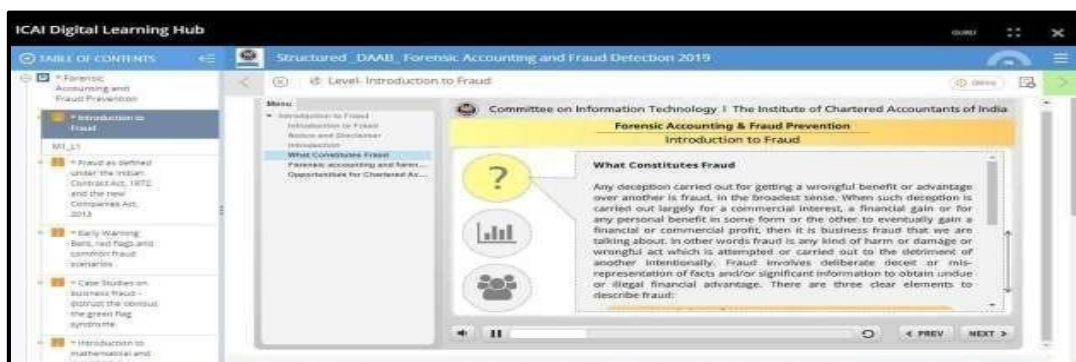 ICAI Digital Learning Hub
TABLE OF CONTENTS
Structured_DAAB_Forensic Accounting and Fraud Detection 2019
* Forensic
Accounting and
Fraud Prevention
* Introduction to
Fraud
M1_L1
* Fraud as defined
under the Indian
Contract Act, 1872
and the new
Companies Act,
2013
* Early Warning
Bells, red flags and
common fraud
scenarios
* Case Studies on
business fraud -
distrust the obvious
the green flag
syndrome
* Introduction to
mathematical and
Level- Introduction to Fraud
Menu
Introduction to Fraud
Introduction to Fraud
Notice and Disclaimer
Introduction
What Constitutes Fraud
Forensic accounting and foren...
Opportunities for Chartered Ac...
Committee on Information Technology I The Institute of Chartered Accountants of India
Forensic Accounting & Fraud Prevention
Introduction to Fraud
?
What Constitutes Fraud
Any deception carried out for getting a wrongful benefit or advantage
over another is fraud, in the broadest sense. When such deception is
carried out largely for a commercial interest, a financial gain or for
any personal benefit in some form or the other to eventually gain a
financial or commercial profit, then it is business fraud that we are
talking about. In other words fraud is any kind of harm or damage or
wrongful act which is attempted or carried out to the detriment of
another intentionally. Fraud involves deliberate deceit or mis-
representation of facts and/or significant information to obtain undue
or illegal financial advantage. There are three clear elements to
describe fraud:
< PREV
NEXT >